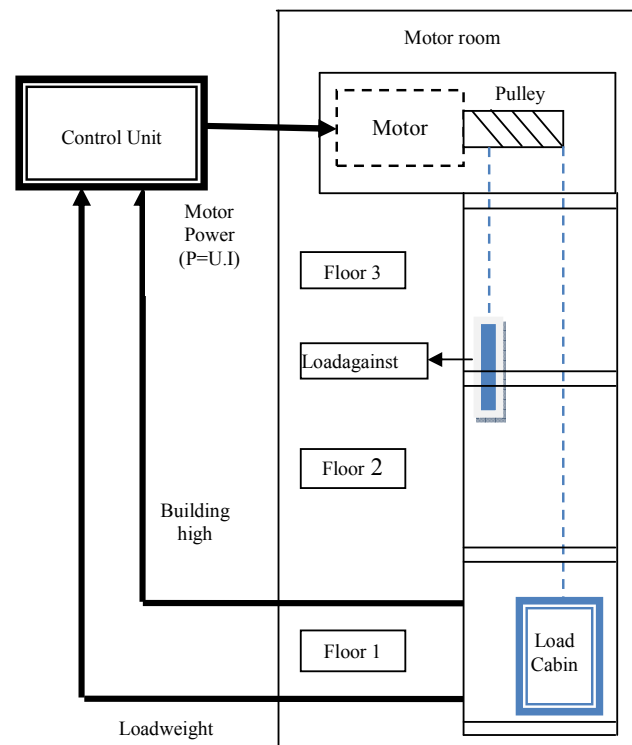 Motor room
Pulley
Motor
Control Unit
Motor
Power
(P=U.I)
Floor 3
Loadagainst
Floor 2
Building
high
Floor 1
Load
Cabin
Loadweight